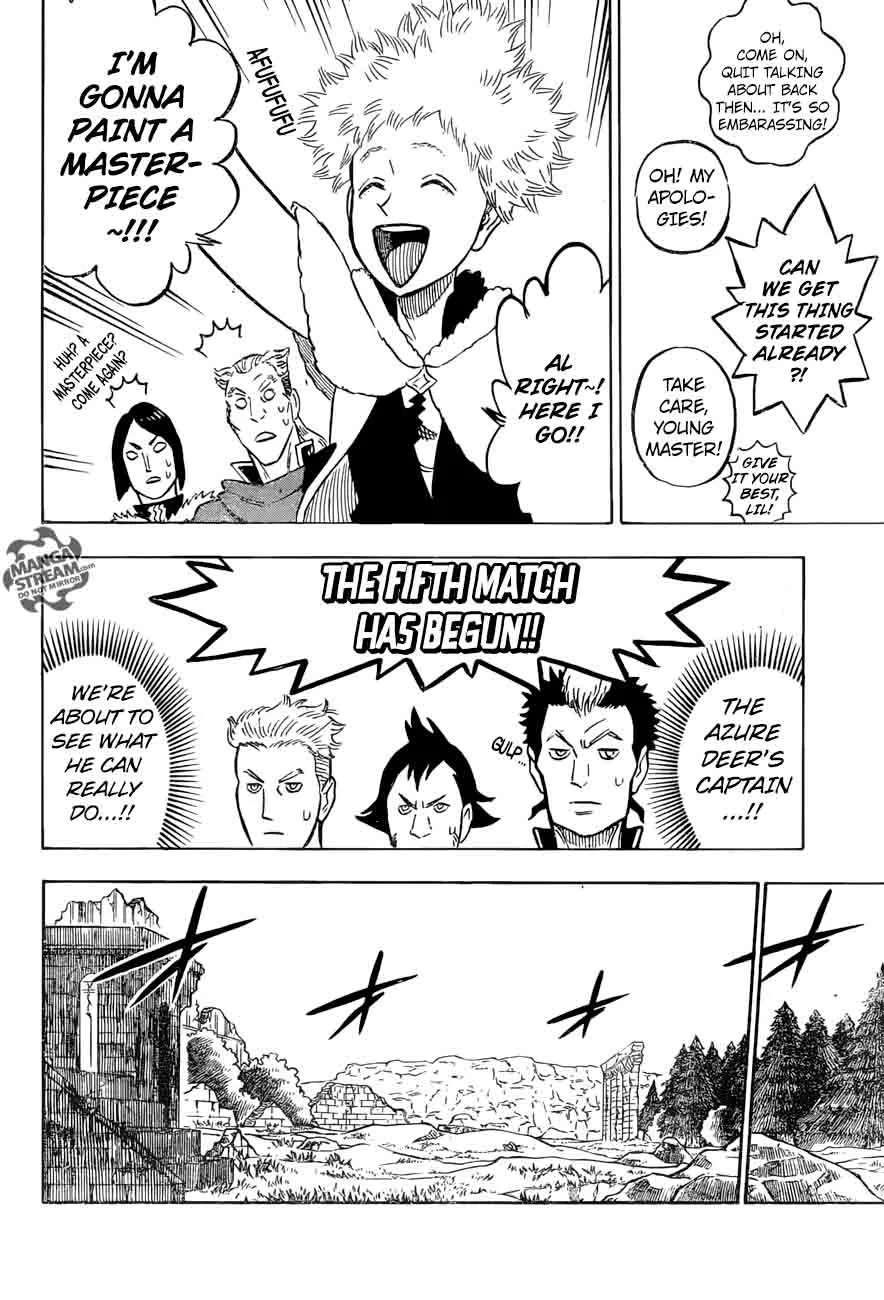 OH,
COME ON,
QUIT TALKING
ABOUT BACK
THEN... IT'S SO
EMBARASSING!
OH! MY
APOLO-
GIES!
CAN
WE GET
THIS THING
STARTED
ALREADY
?!
TAKE
CARE,
YOUNG
MASTER!
GIVE
IT YOUR
BEST,
LIL!
AL
RIGHT~!
HERE I
GO!!
AFUFUFUFU
I'M
GONNA
PAINT A
MASTER-
PIECE
~!!!
HUH? A
MASTERPIECE?
COME AGAIN?
MANGA
STREAM.com
DO NOT MIRROR
THE FIFTH MATCH
HAS BEGUN!!
THE
AZURE
DEER'S
CAPTAIN
...!!
GULP...
WE'RE
ABOUT TO
SEE WHAT
HE CAN
REALLY
DO...!!